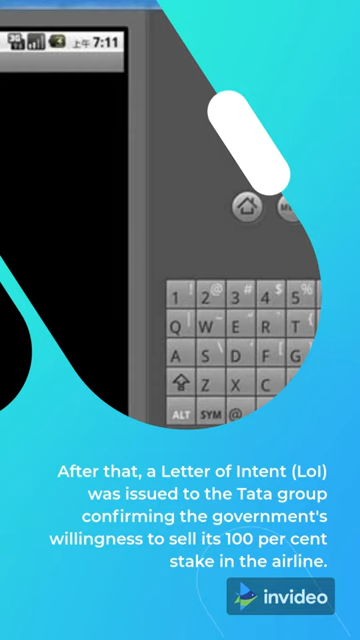 3G
上午 7:11
ME
1 ! 2 @ 3 # 4 $ 5 %
Q | W ~ E " R ` T {
A S \ D ' F [ G
Z X C
ALT SYM @
After that, a Letter of Intent (LoI)
was issued to the Tata group
confirming the government's
willingness to sell its 100 per cent
stake in the airline.
invideo